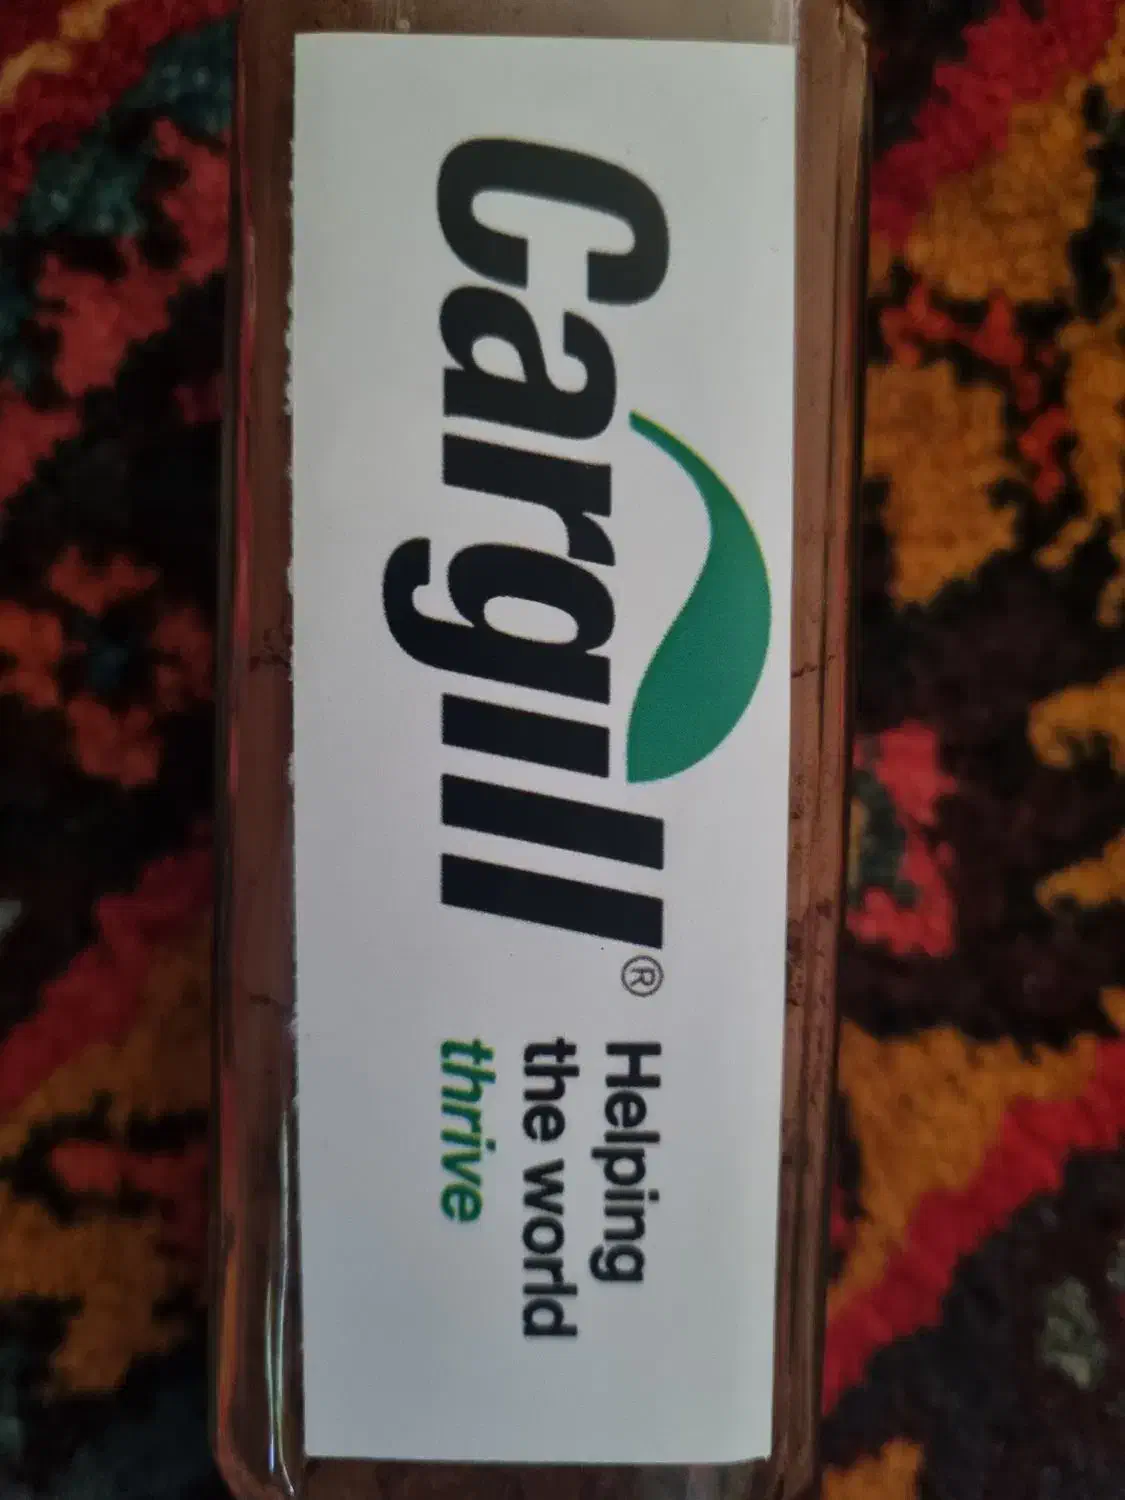 Cargill®
Helping
the world
thrive